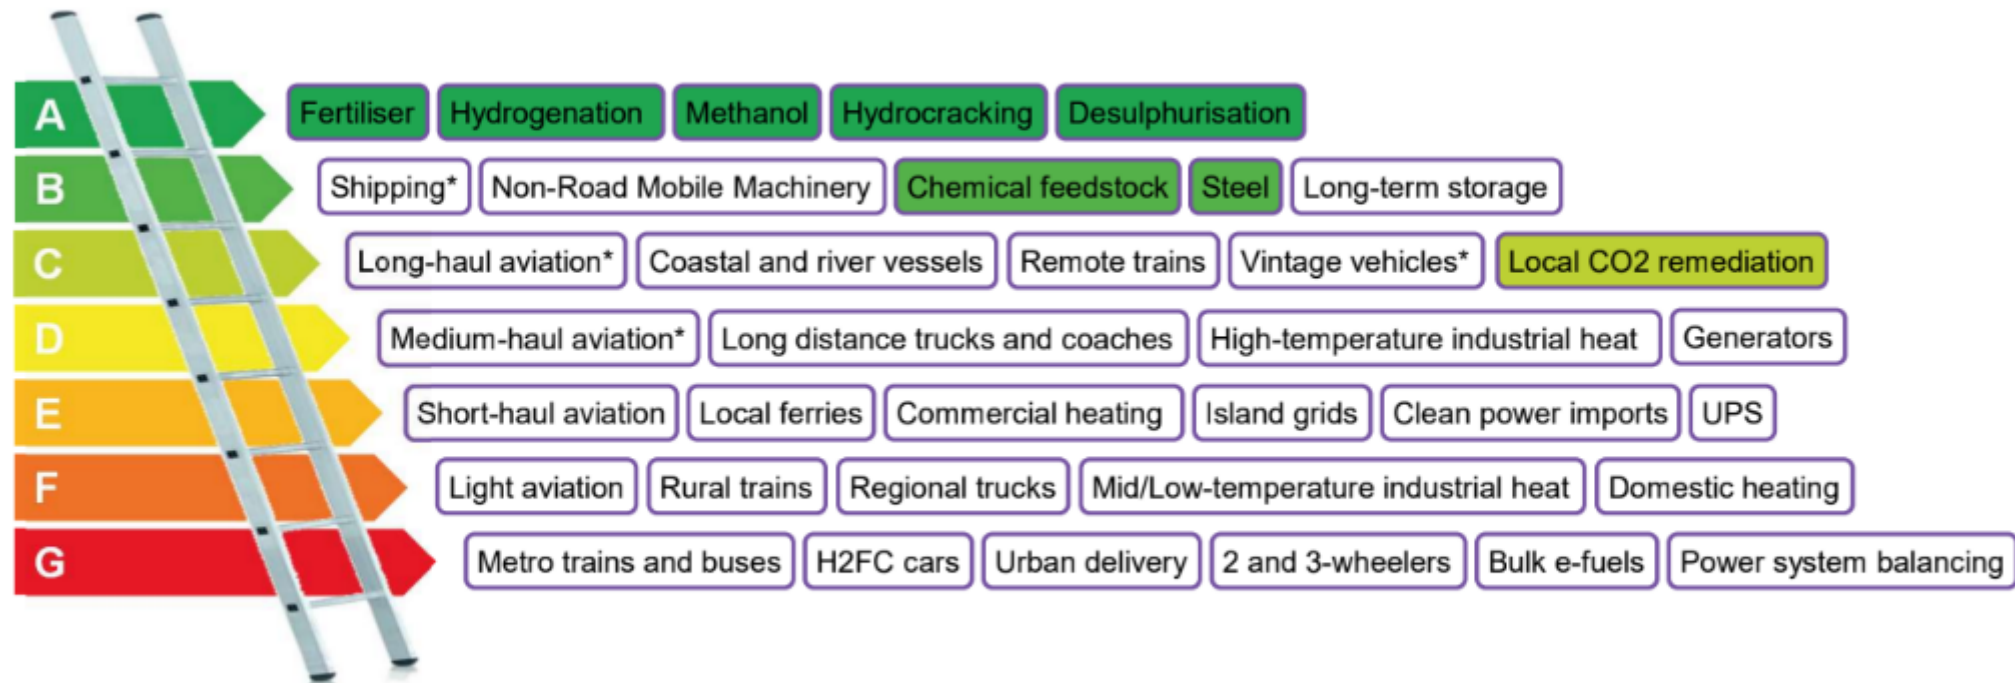 A Fertiliser Hydrogenation Methanol Hydrocracking Desulphurisation
B Shipping* Non-Road Mobile Machinery Chemical feedstock Steel Long-term storage
C Long-haul aviation* Coastal and river vessels Remote trains Vintage vehicles* Local CO2 remediation
D Medium-haul aviation* Long distance trucks and coaches High-temperature industrial heat Generators
E Short-haul aviation Local ferries Commercial heating Island grids Clean power imports UPS
F Light aviation Rural trains Regional trucks Mid/Low-temperature industrial heat Domestic heating
G Metro trains and buses H2FC cars Urban delivery 2 and 3-wheelers Bulk e-fuels Power system balancing